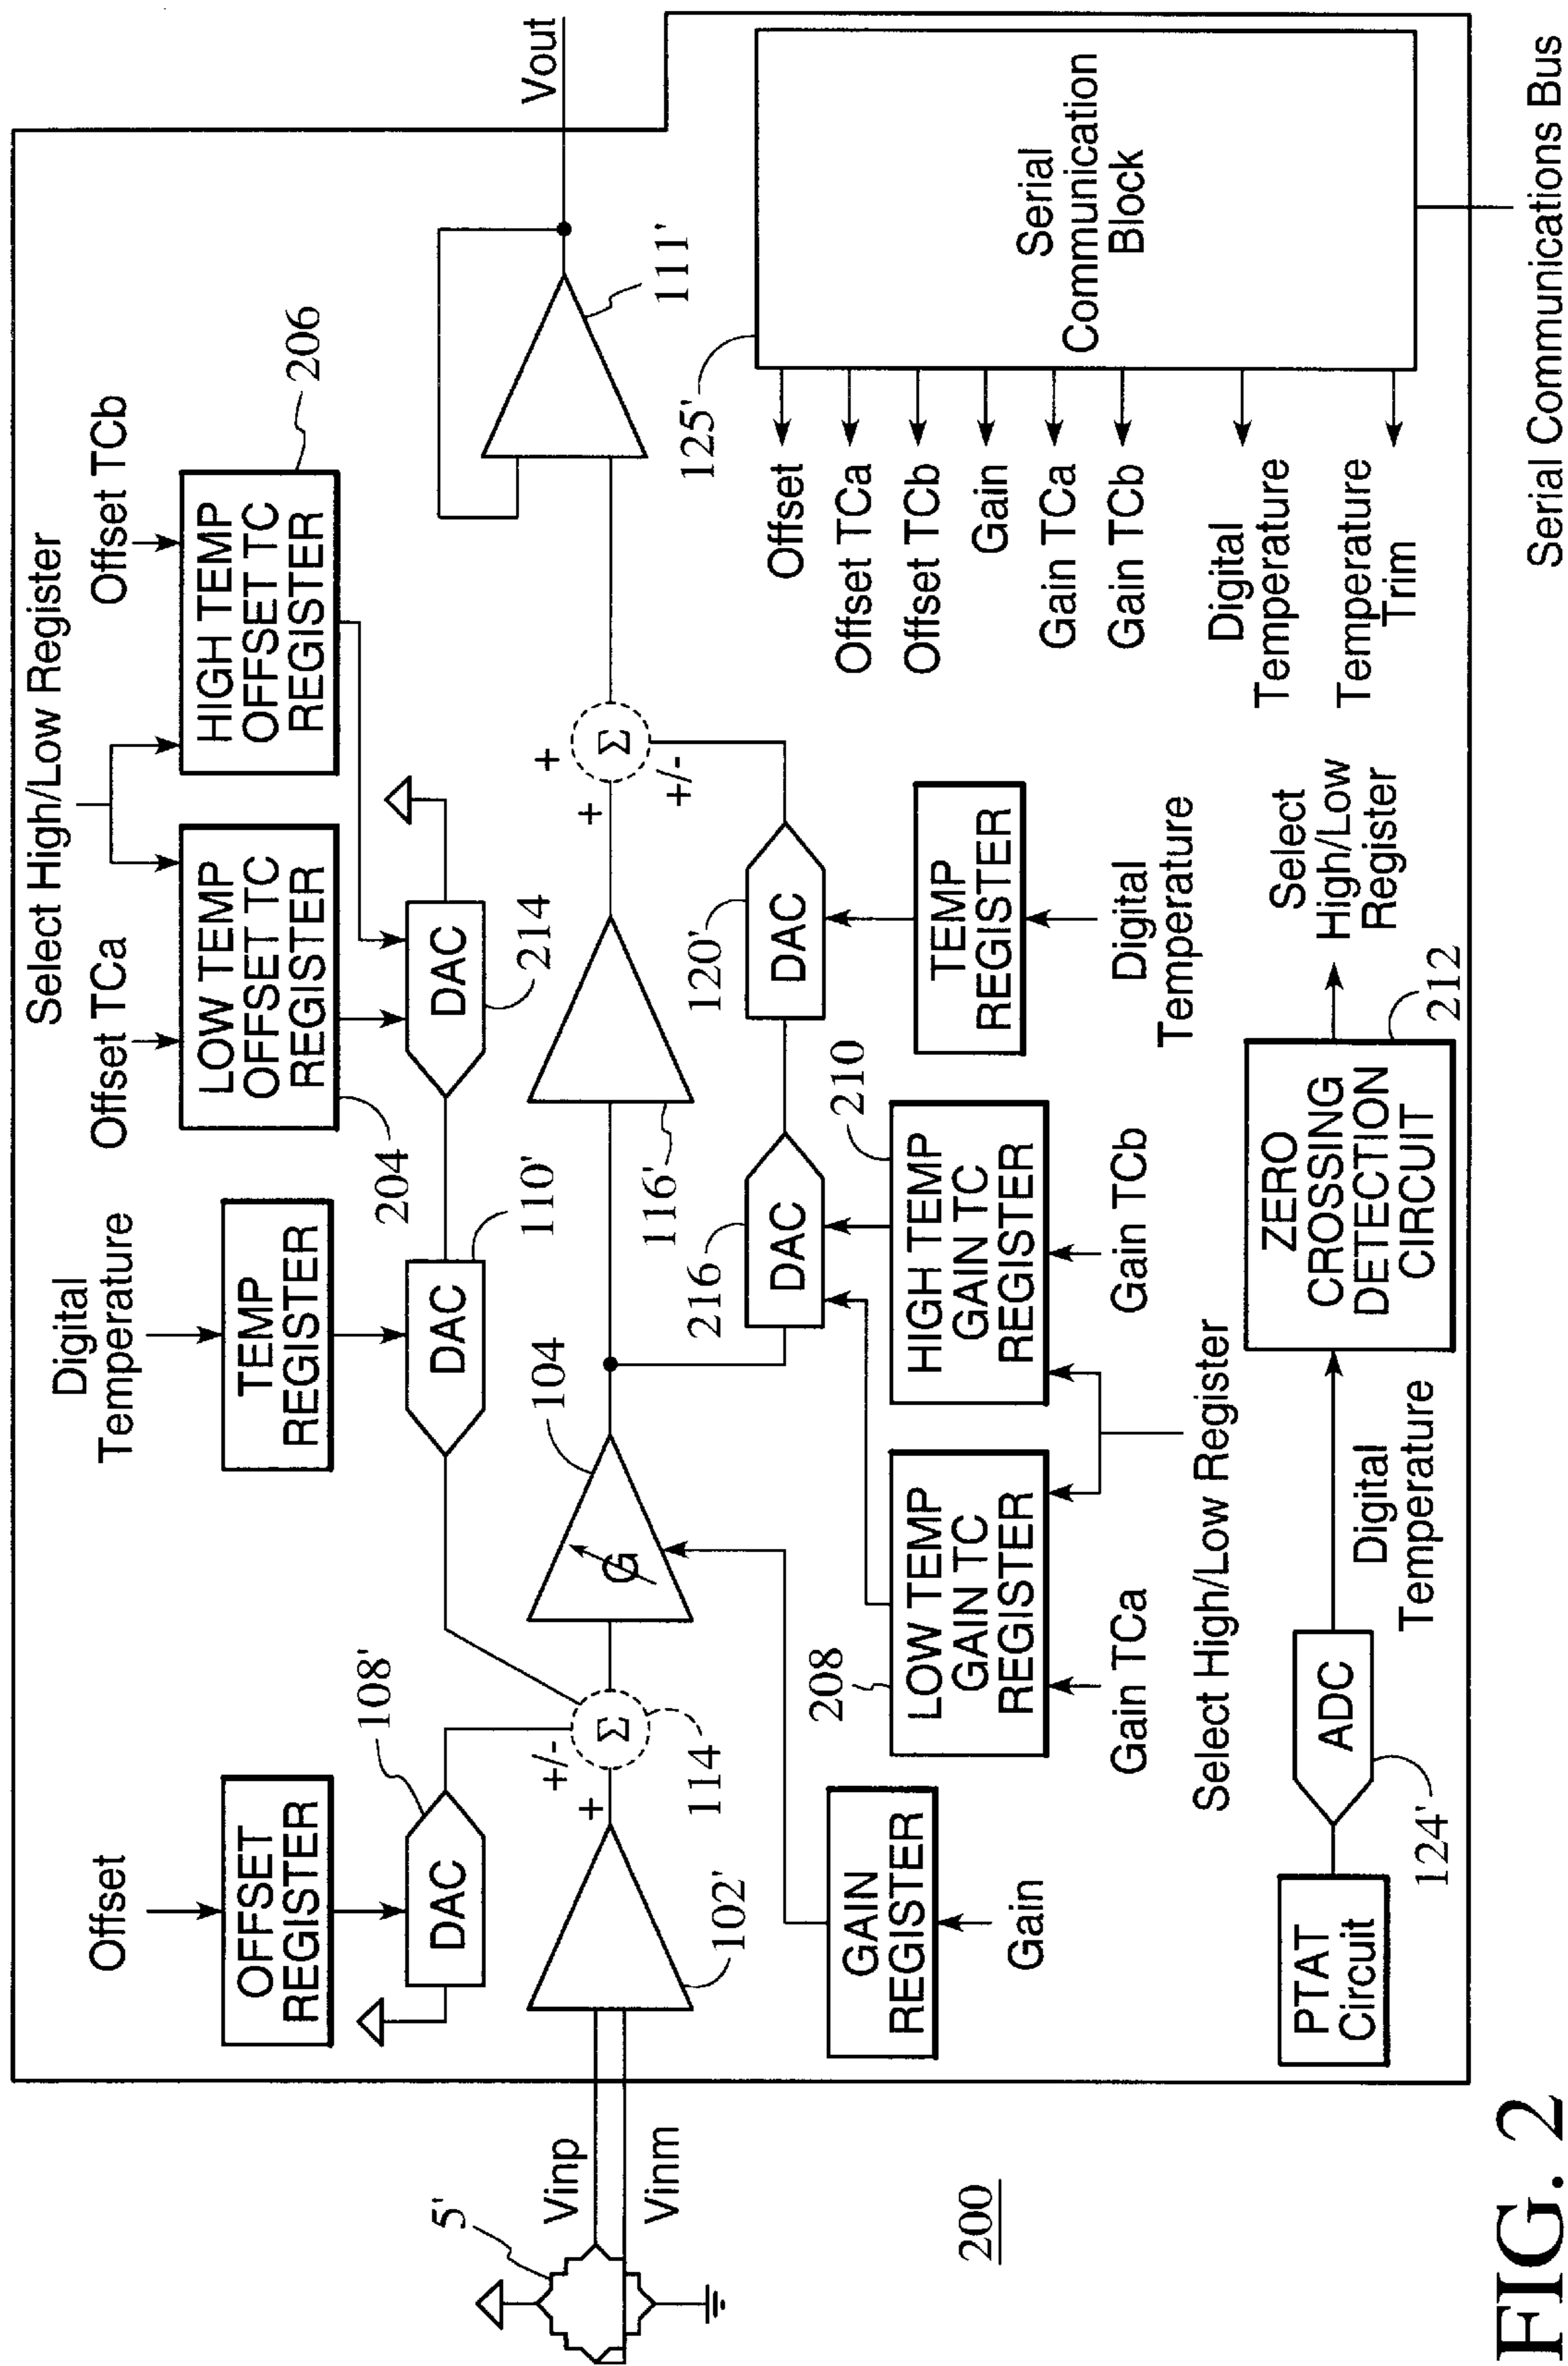 Select High/Low Register
Offset
Digital
Temperature
Offset TCa
Offset TCb
OFFSET
REGISTER
TEMP
REGISTER
LOW TEMP
OFFSET TC
REGISTER
HIGH TEMP
OFFSET TC
REGISTER
204
206
108'
DAC
DAC
110'
DAC
214
5'
Vinp
Vinm
102'
+
+/-
Σ
114
G
104
116'
+
+
+/-
Σ
111'
Vout
216
DAC
120'
DAC
GAIN
REGISTER
Gain
208
LOW TEMP
GAIN TC
REGISTER
Gain TCa
210
HIGH TEMP
GAIN TC
REGISTER
Gain TCb
Select High/Low Register
TEMP
REGISTER
Digital
Temperature
125'
Serial
Communication
Block
Offset
Offset TCa
Offset TCb
Gain
Gain TCa
Gain TCb
Digital
Temperature
Temperature
Trim
200
PTAT
Circuit
ADC
124'
Digital
Temperature
ZERO
CROSSING
DETECTION
CIRCUIT
212
Select
High/Low
Register
Serial Communications Bus
FIG. 2